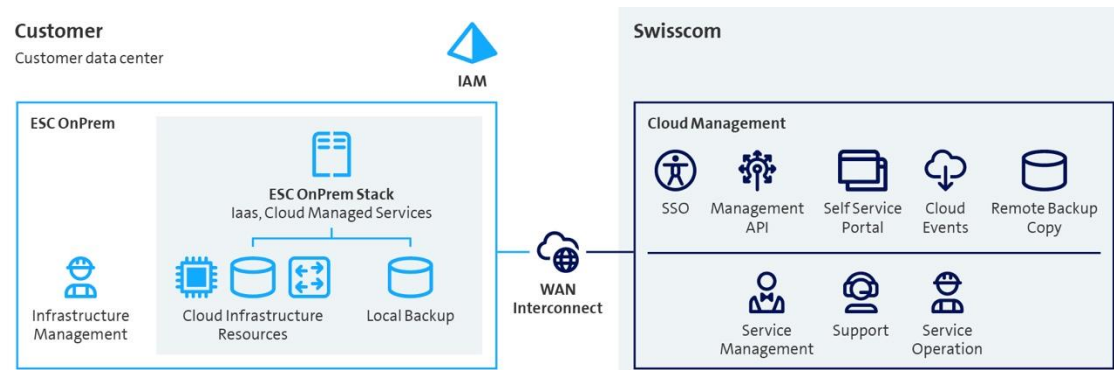 Customer
Customer data center
IAM
ESC OnPrem
ESC OnPrem Stack
Iaas, Cloud Managed Services
Infrastructure
Management
Cloud Infrastructure
Resources
Local Backup
WAN
Interconnect
Swisscom
Cloud Management
SSO
Management
API
Self Service
Portal
Cloud
Events
Remote Backup
Copy
Service
Management
Support
Service
Operation